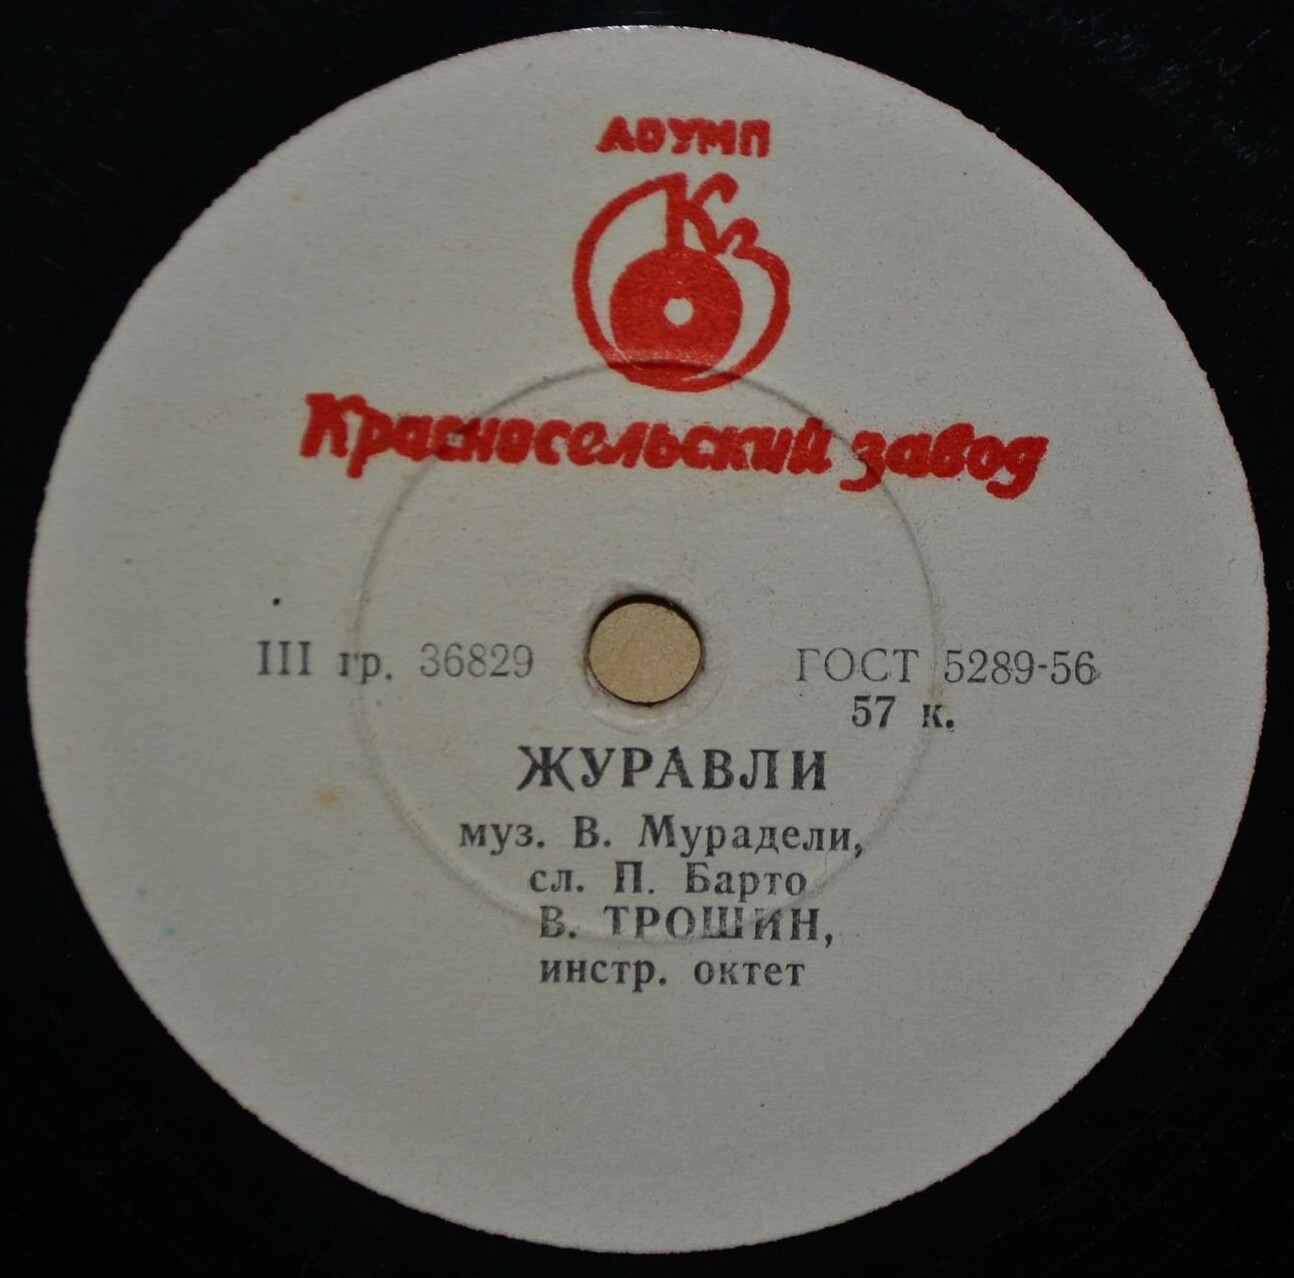 АОУМП
Кз
Красносельский завод
III гр. 36829
ГОСТ 5289-56
57 к.
ЖУРАВЛИ
муз. В. Мурадели,
сл. П. Барто
В. ТРОШИН,
инстр. октет